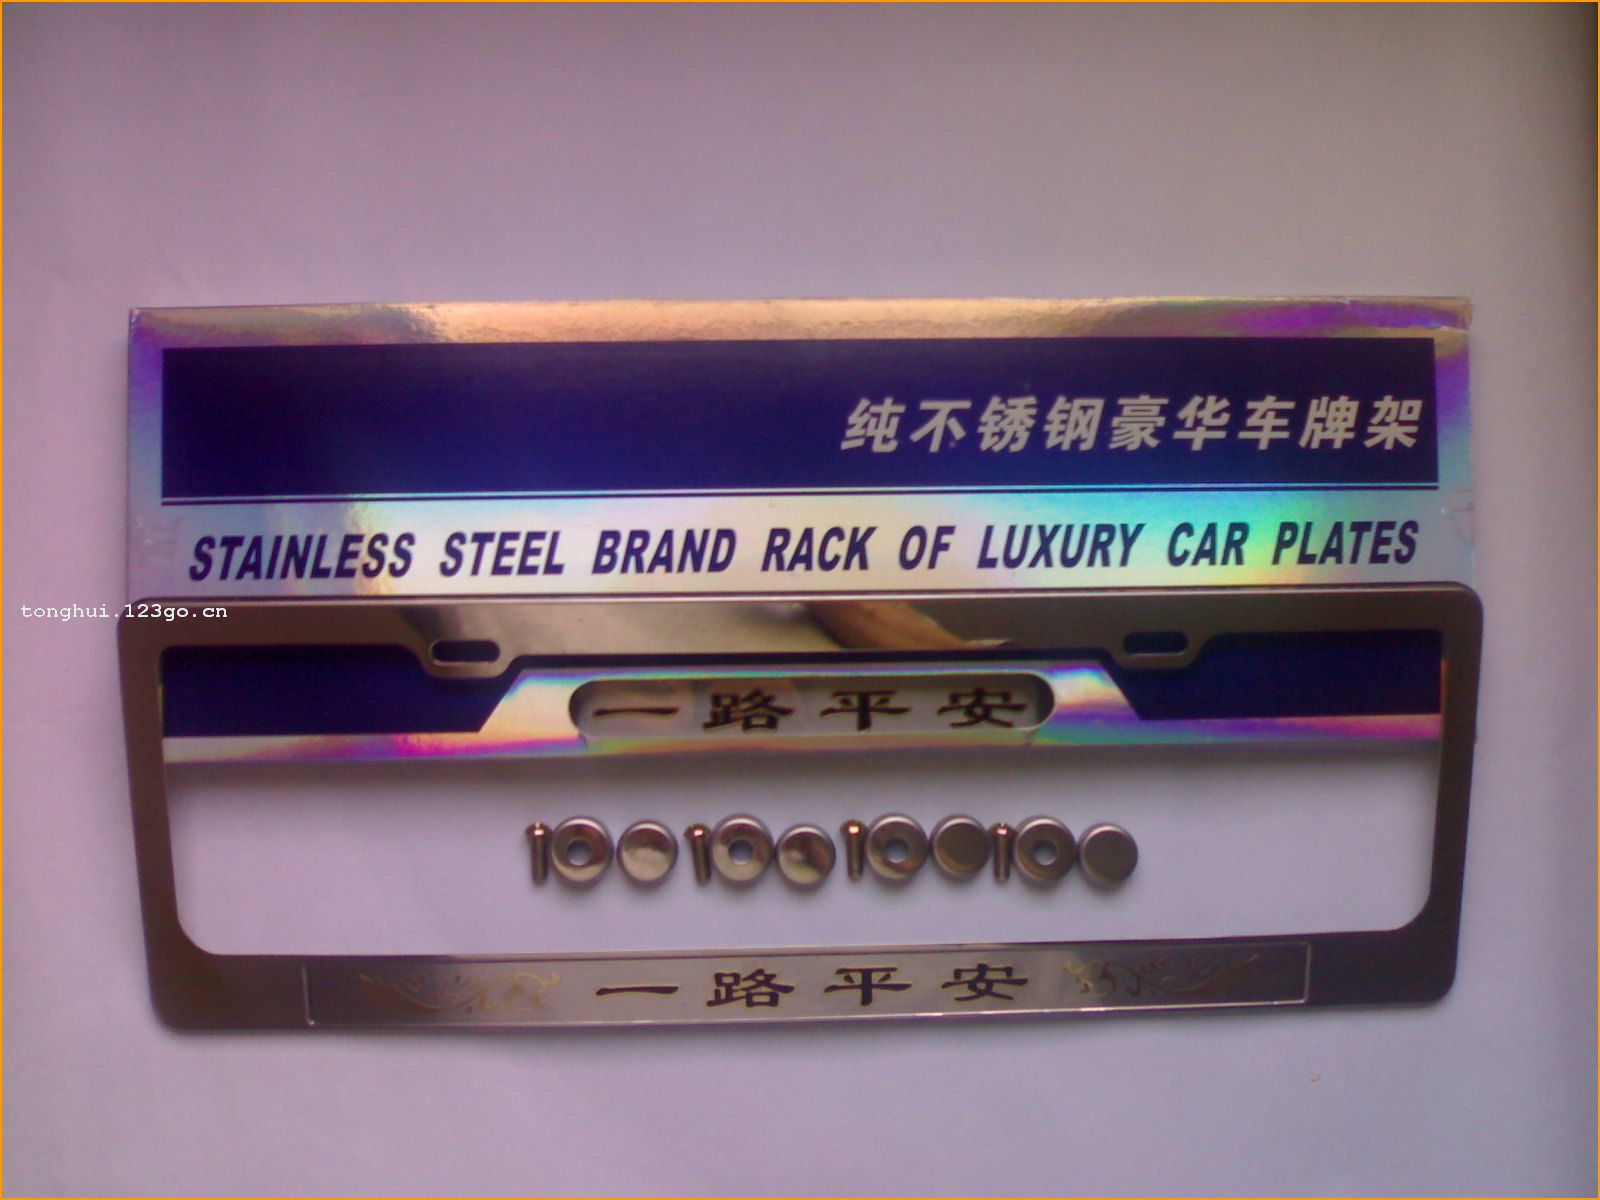 纯不锈钢豪华车牌架
STAINLESS STEEL BRAND RACK OF LUXURY CAR PLATES
tonghui.123go.cn
一路平安
一路平安